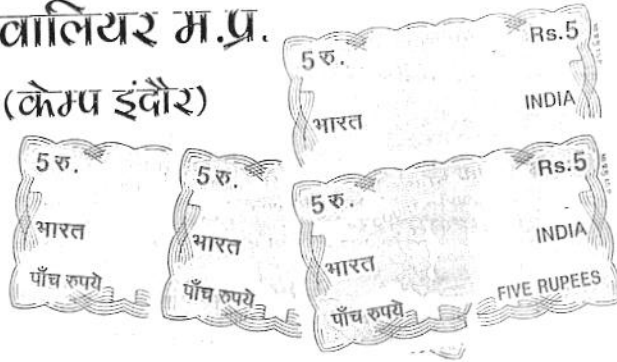 वालियर म.प्र.
(केम्प इंदौर)
5 रु. Rs.5
भारत INDIA
5 रु.
भारत
पाँच रुपये
5 रु.
भारत
पाँच रुपये
5 रु. Rs.5
भारत INDIA
पाँच रुपये FIVE RUPEES